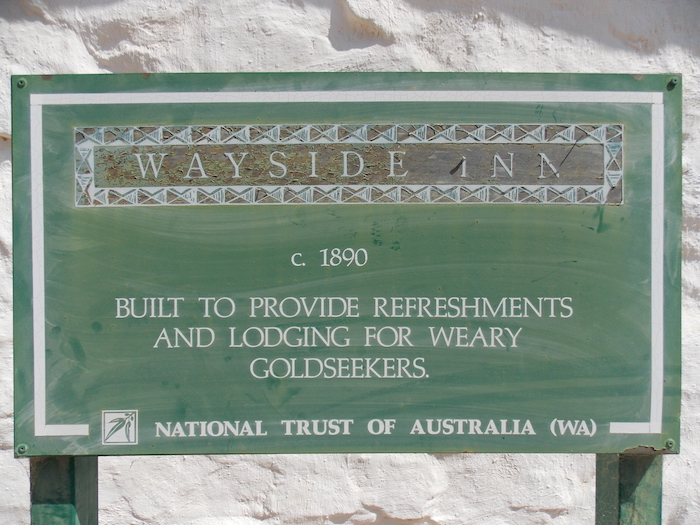 WAYSIDE INN
c. 1890
BUILT TO PROVIDE REFRESHMENTS
AND LODGING FOR WEARY
GOLDSEEKERS.
NATIONAL TRUST OF AUSTRALIA (WA)